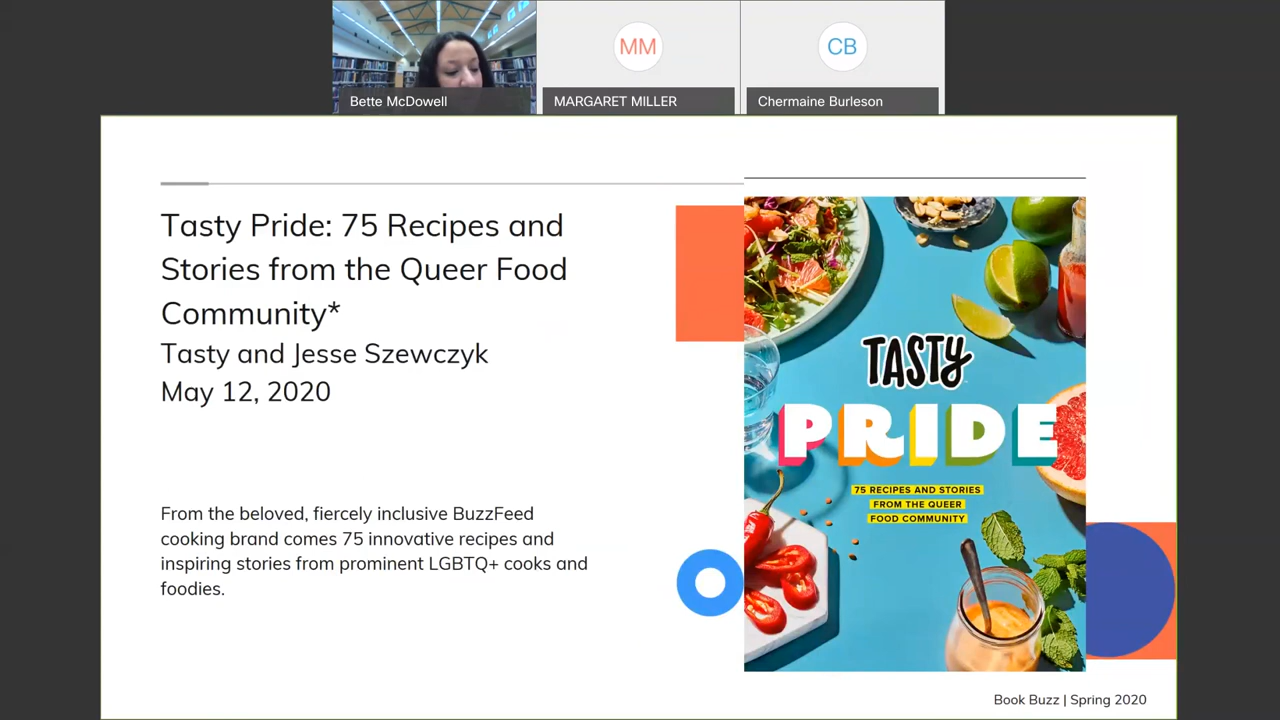 MM
CB
Bette McDowell
MARGARET MILLER
Chermaine Burleson
Tasty Pride: 75 Recipes and
Stories from the Queer Food
Community*
Tasty and Jesse Szewczyk
May 12, 2020
From the beloved, fiercely inclusive BuzzFeed
cooking brand comes 75 innovative recipes and
inspiring stories from prominent LGBTQ+ cooks and
foodies.
TASTY
PRIDE
75 RECIPES AND STORIES
FROM THE QUEER
FOOD COMMUNITY
Book Buzz | Spring 2020